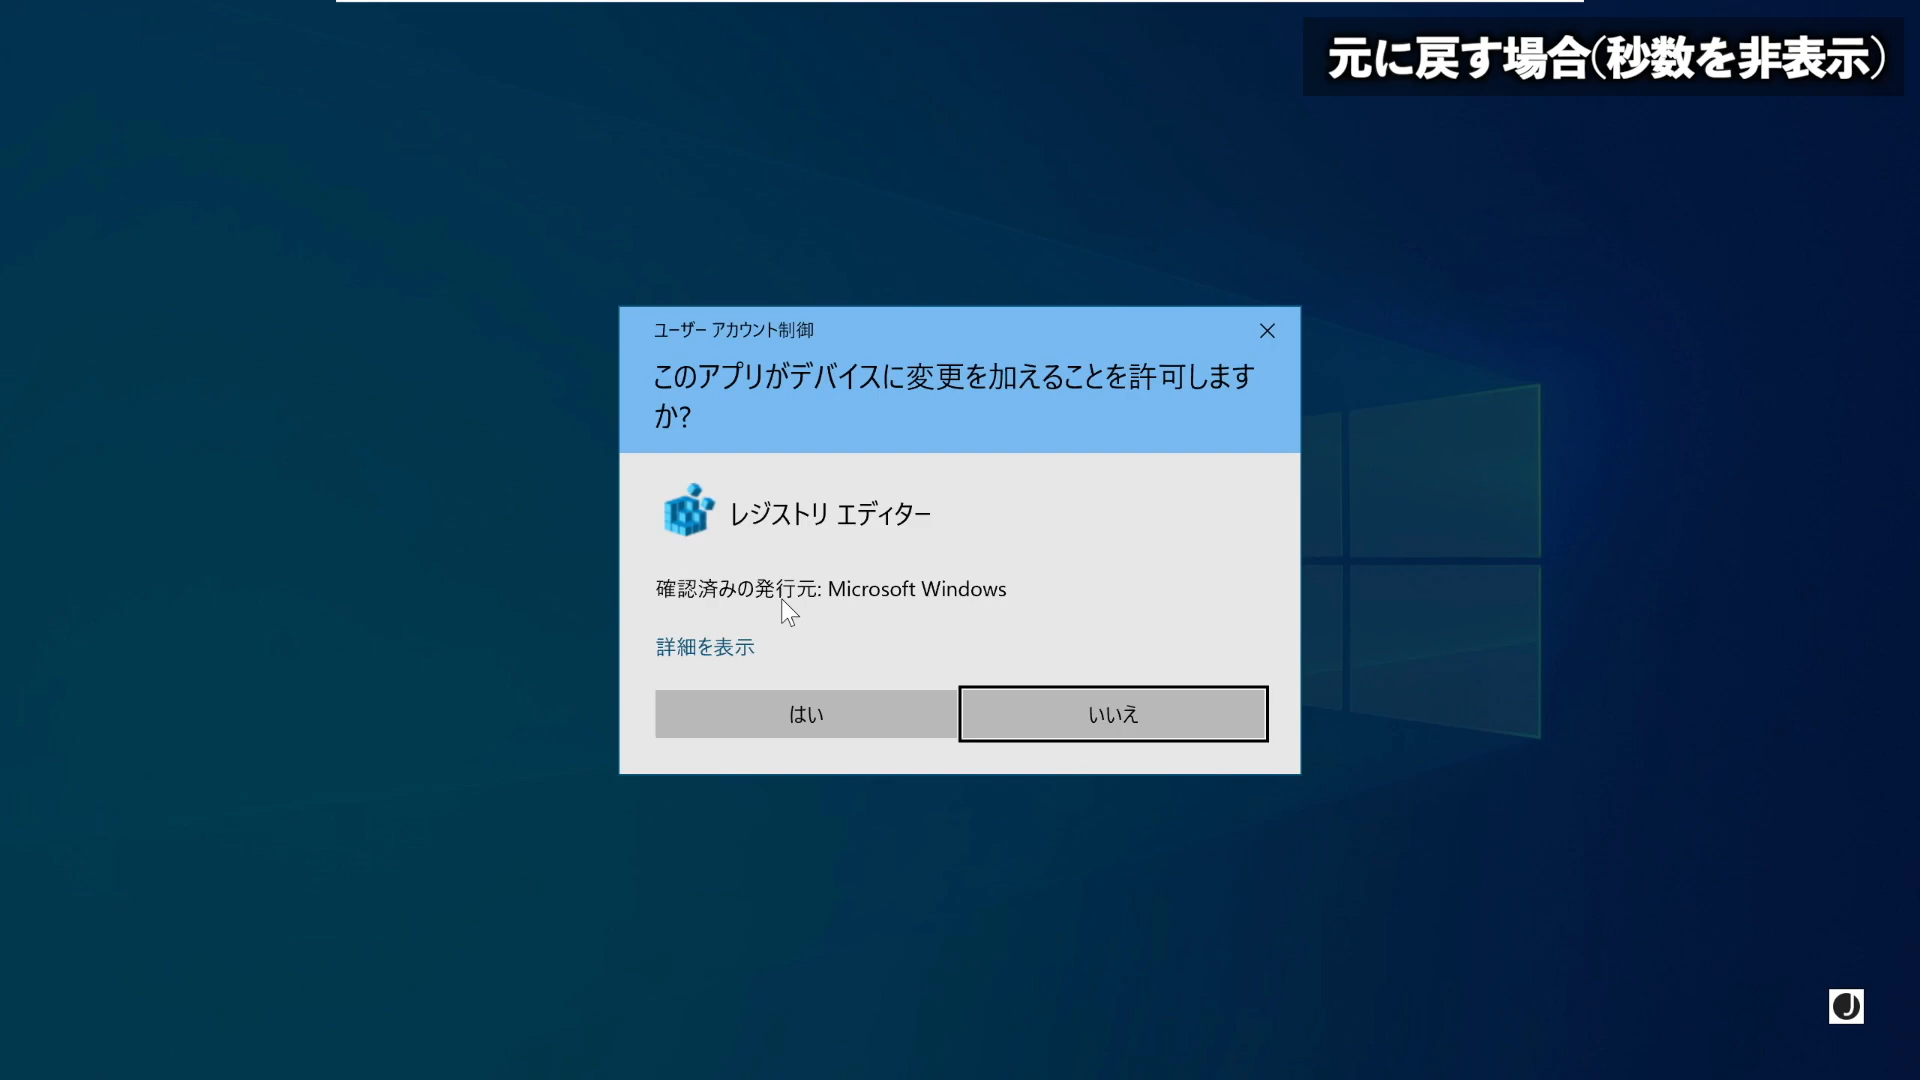 元に戻す場合(秒数を非表示)
ユーザー アカウント制御
このアプリがデバイスに変更を加えることを許可します
か?
レジストリ エディター
確認済みの発行元: Microsoft Windows
詳細を表示
はい
いいえ